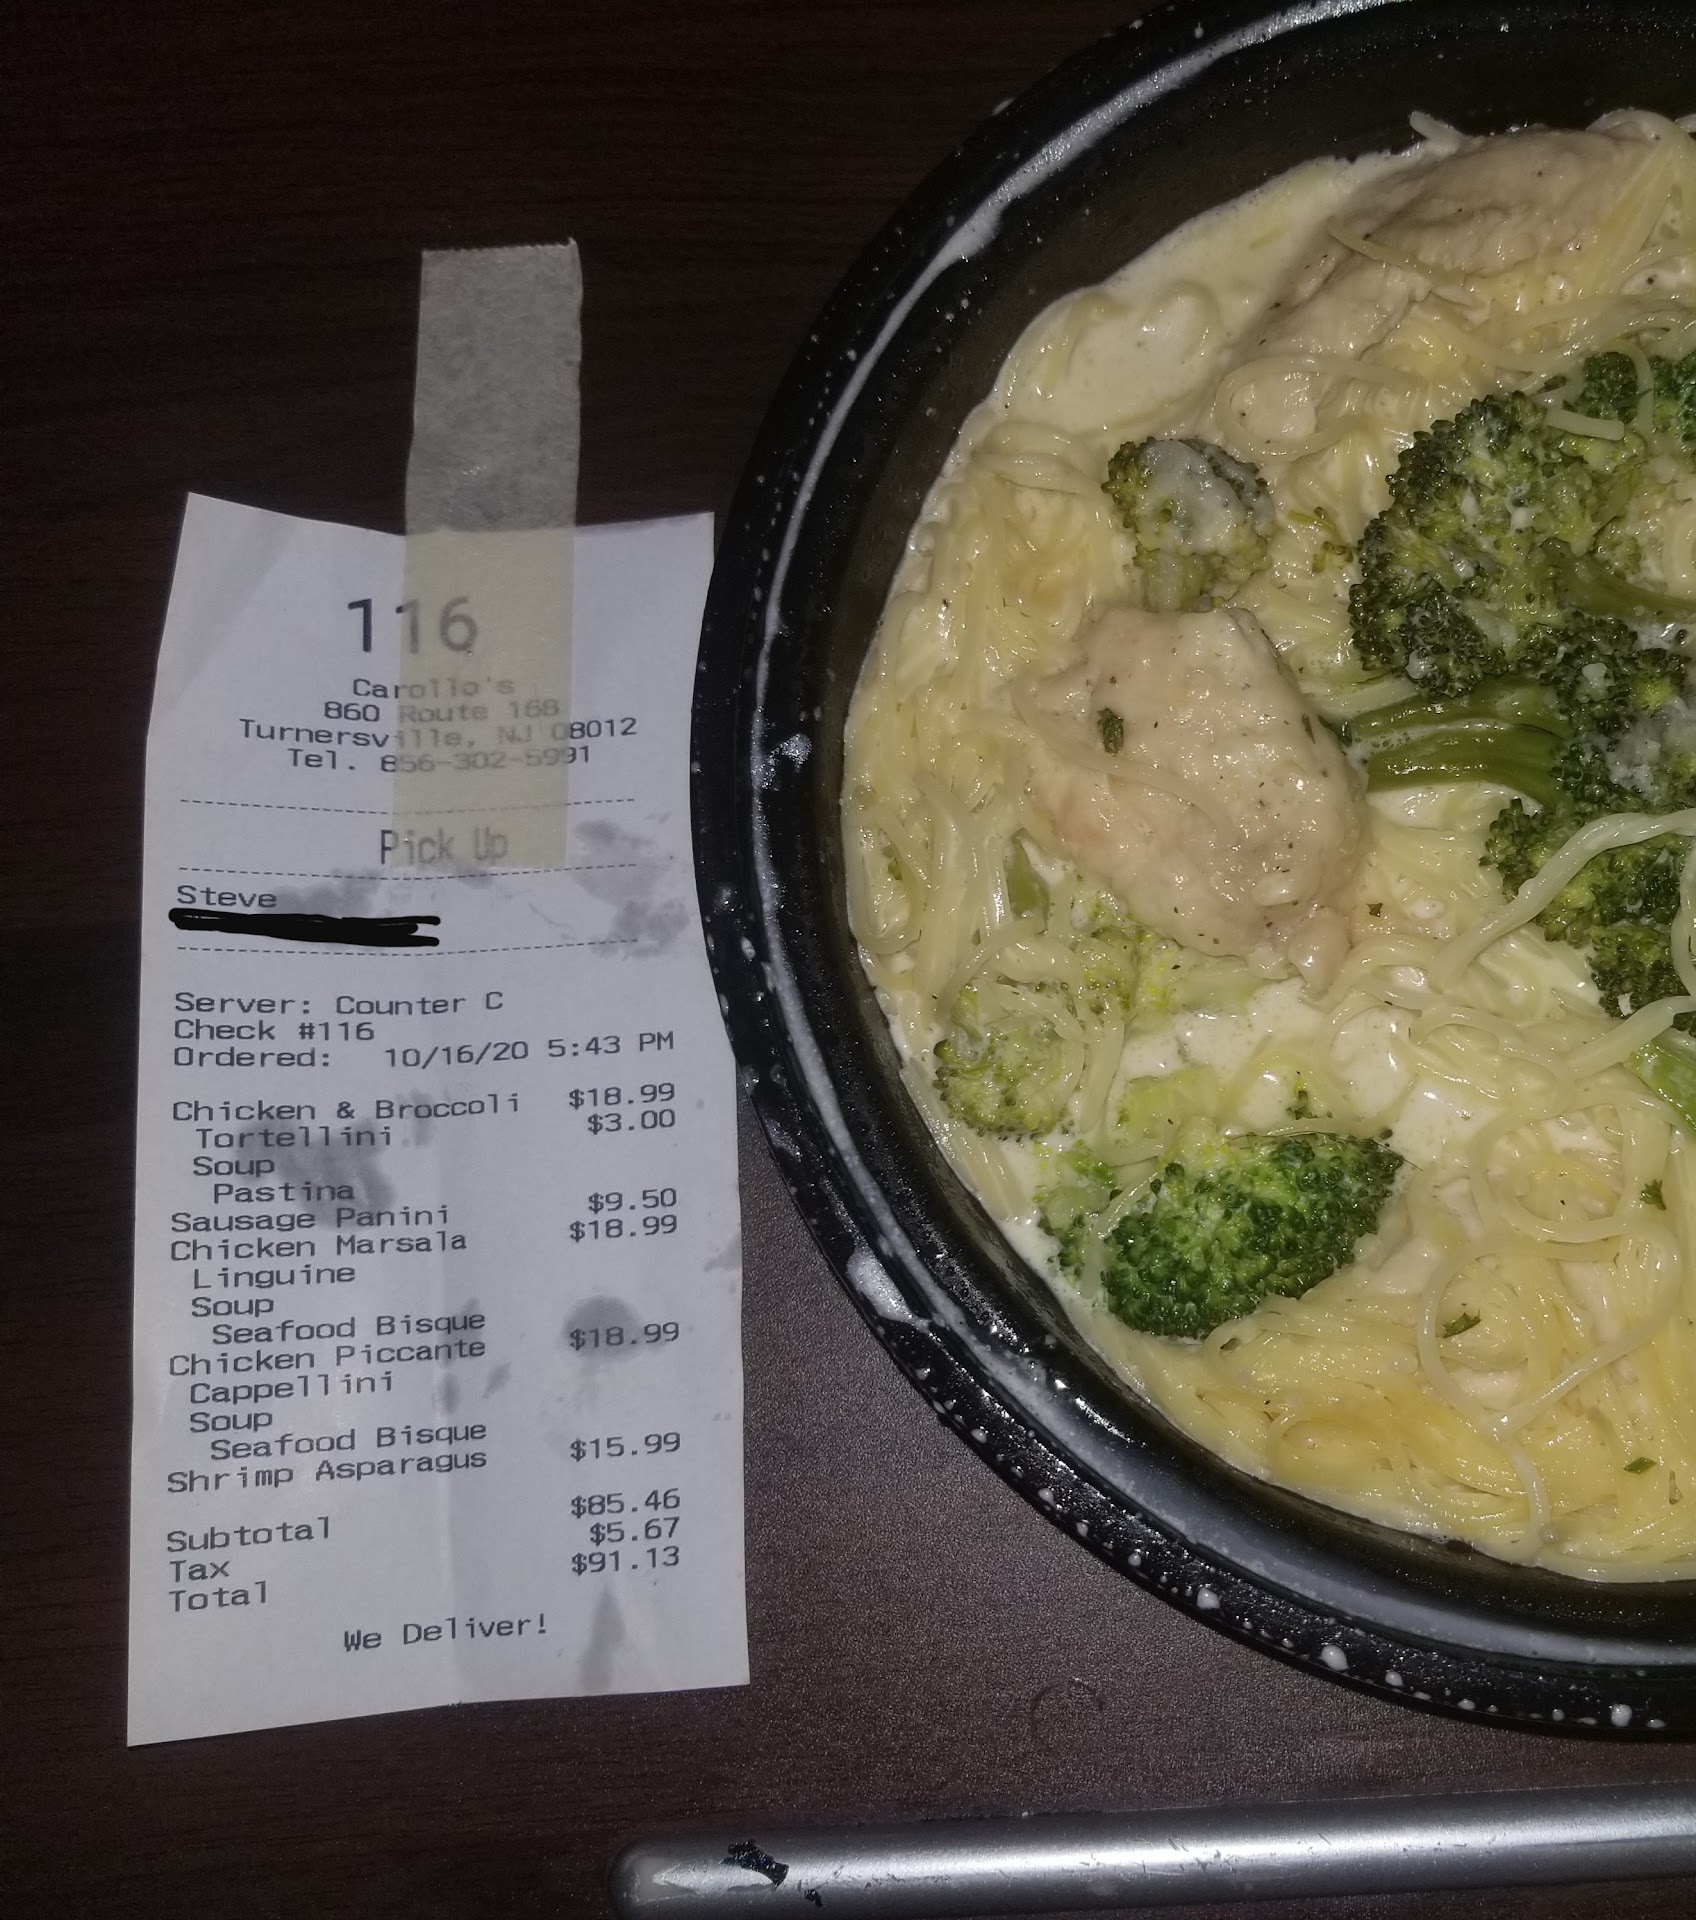 116
Carollo's
860 Route 168
Turnersville, NJ 08012
Tel. 856-302-5991
Pick Up
Steve
Server: Counter C
Check #116
Ordered: 10/16/20 5:43 PM
Chicken & Broccoli $18.99
Tortellini $3.00
Soup
Pastina
Sausage Panini $9.50
Chicken Marsala $18.99
Linguine
Soup
Seafood Bisque
Chicken Piccante $18.99
Cappellini
Soup
Seafood Bisque
Shrimp Asparagus $15.99
Subtotal $85.46
Tax $5.67
Total $91.13
We Deliver!